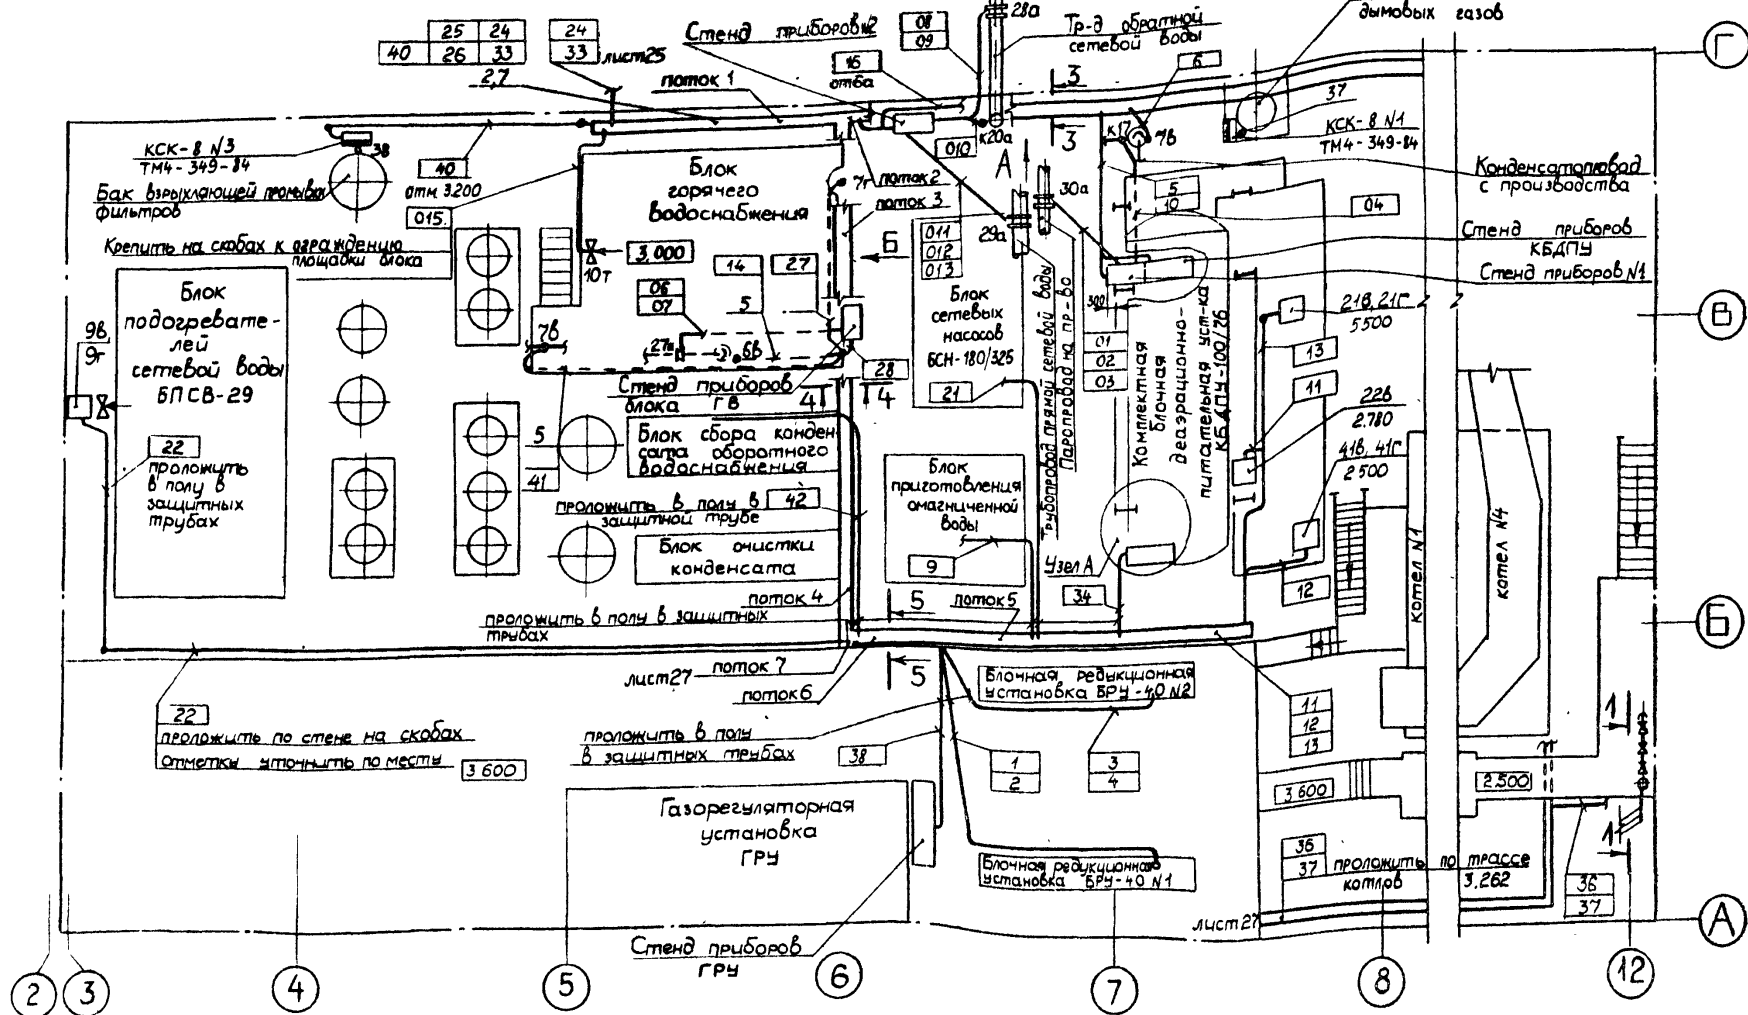 28а
дымовых газов
Г
25 24
40 26 33
24
33 лист 25
2,7
Стенд приборов №2
08
09
Тр-д обратной
сетевой воды
16
отба
6
3
3
поток 1
к20а
010
А
к17
7в
37
КСК-8 N1
ТМ4-349-84
КСК-8 N3
ТМ4-349-84
38
40
отм 3.200
Бак взрыхляющей промывки
фильтров
015.
Крепить на скобах к ограждению
площадки блока
Блок
горячего
водоснабжения
7г
поток 2
поток 3
30а
29а
5
10
04
Конденсатопровод
с производства
Стенд приборов
КБДПУ
Стенд приборов N1
10т
3,000
Б
011
012
013
14
27
06
07
5
7в
27а
6в
28
Стенд приборов
блока ГВ
4
4
Блок
подогревате-
лей
сетевой воды
БПСВ-29
9в
9г
22
проложить
в полу в
защитных
трубах
Блок
сетевых
насосов
БСН-180/325
21
300
01
02
03
Трубопровод прямой сетевой воды
Паропровод на пр-во
Комплектная
блочная
деаэрационно-
питательная уст-ка
КБДПУ-100/7б
21В, 21Г
5500
В
13
11
22В
2.780
41В, 41Г
2500
5
41
Блок сбора конден-
сата оборотного
водоснабжения
проложить в полу в
защитной трубе
42
Блок очистки
конденсата
Блок
приготовления
омагниченной
воды
9
Узел А
34
12
котел N1
котел N4
Б
поток 4
проложить в полу в защитных
трубах
5
поток 5
5
лист 27
поток 7
поток 6
22
проложить по стене на скобах
отметки уточнить по месту
3 600
проложить в полу
в защитных трубах
38
Блочная редукционная
установка БРУ-40 N2
1
2
3
4
11
12
13
1
3 600
2.500
Газорегуляторная
установка
ГРУ
Блочная редукционная
установка БРУ-40 N1
36
37
проложить по трассе
котлов
3,262
1
36
37
лист 27
А
Стенд приборов
ГРУ
2
3
4
5
6
7
8
12